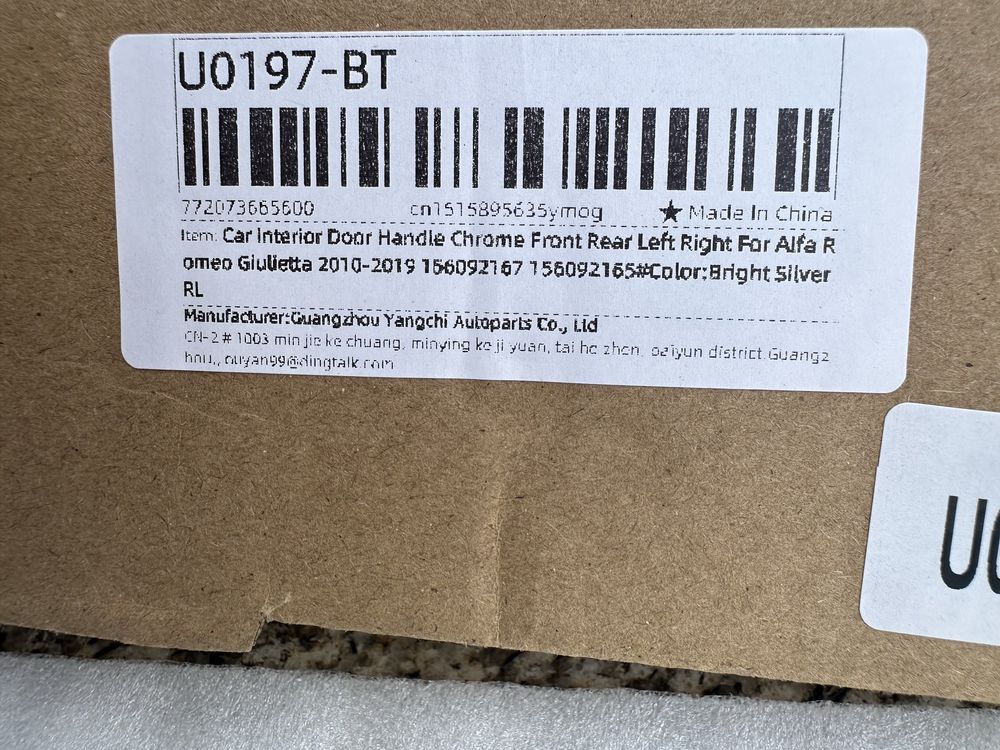 U0197-BT
772073665600 cn1515895635ymog ★ Made In China
Item: Car Interior Door Handle Chrome Front Rear Left Right For Alfa R
omeo Giulietta 2010-2019 156092167 156092165#Color:Bright Silver
RL
Manufacturer:Guangzhou Yangchi Autoparts Co., Ltd
CN-2 # 1003 min jie ke chuang, minying ke ji yuan, tai he zhen, baiyun district.Guangz
hou,, ouyan99@dingtalk.com
U0